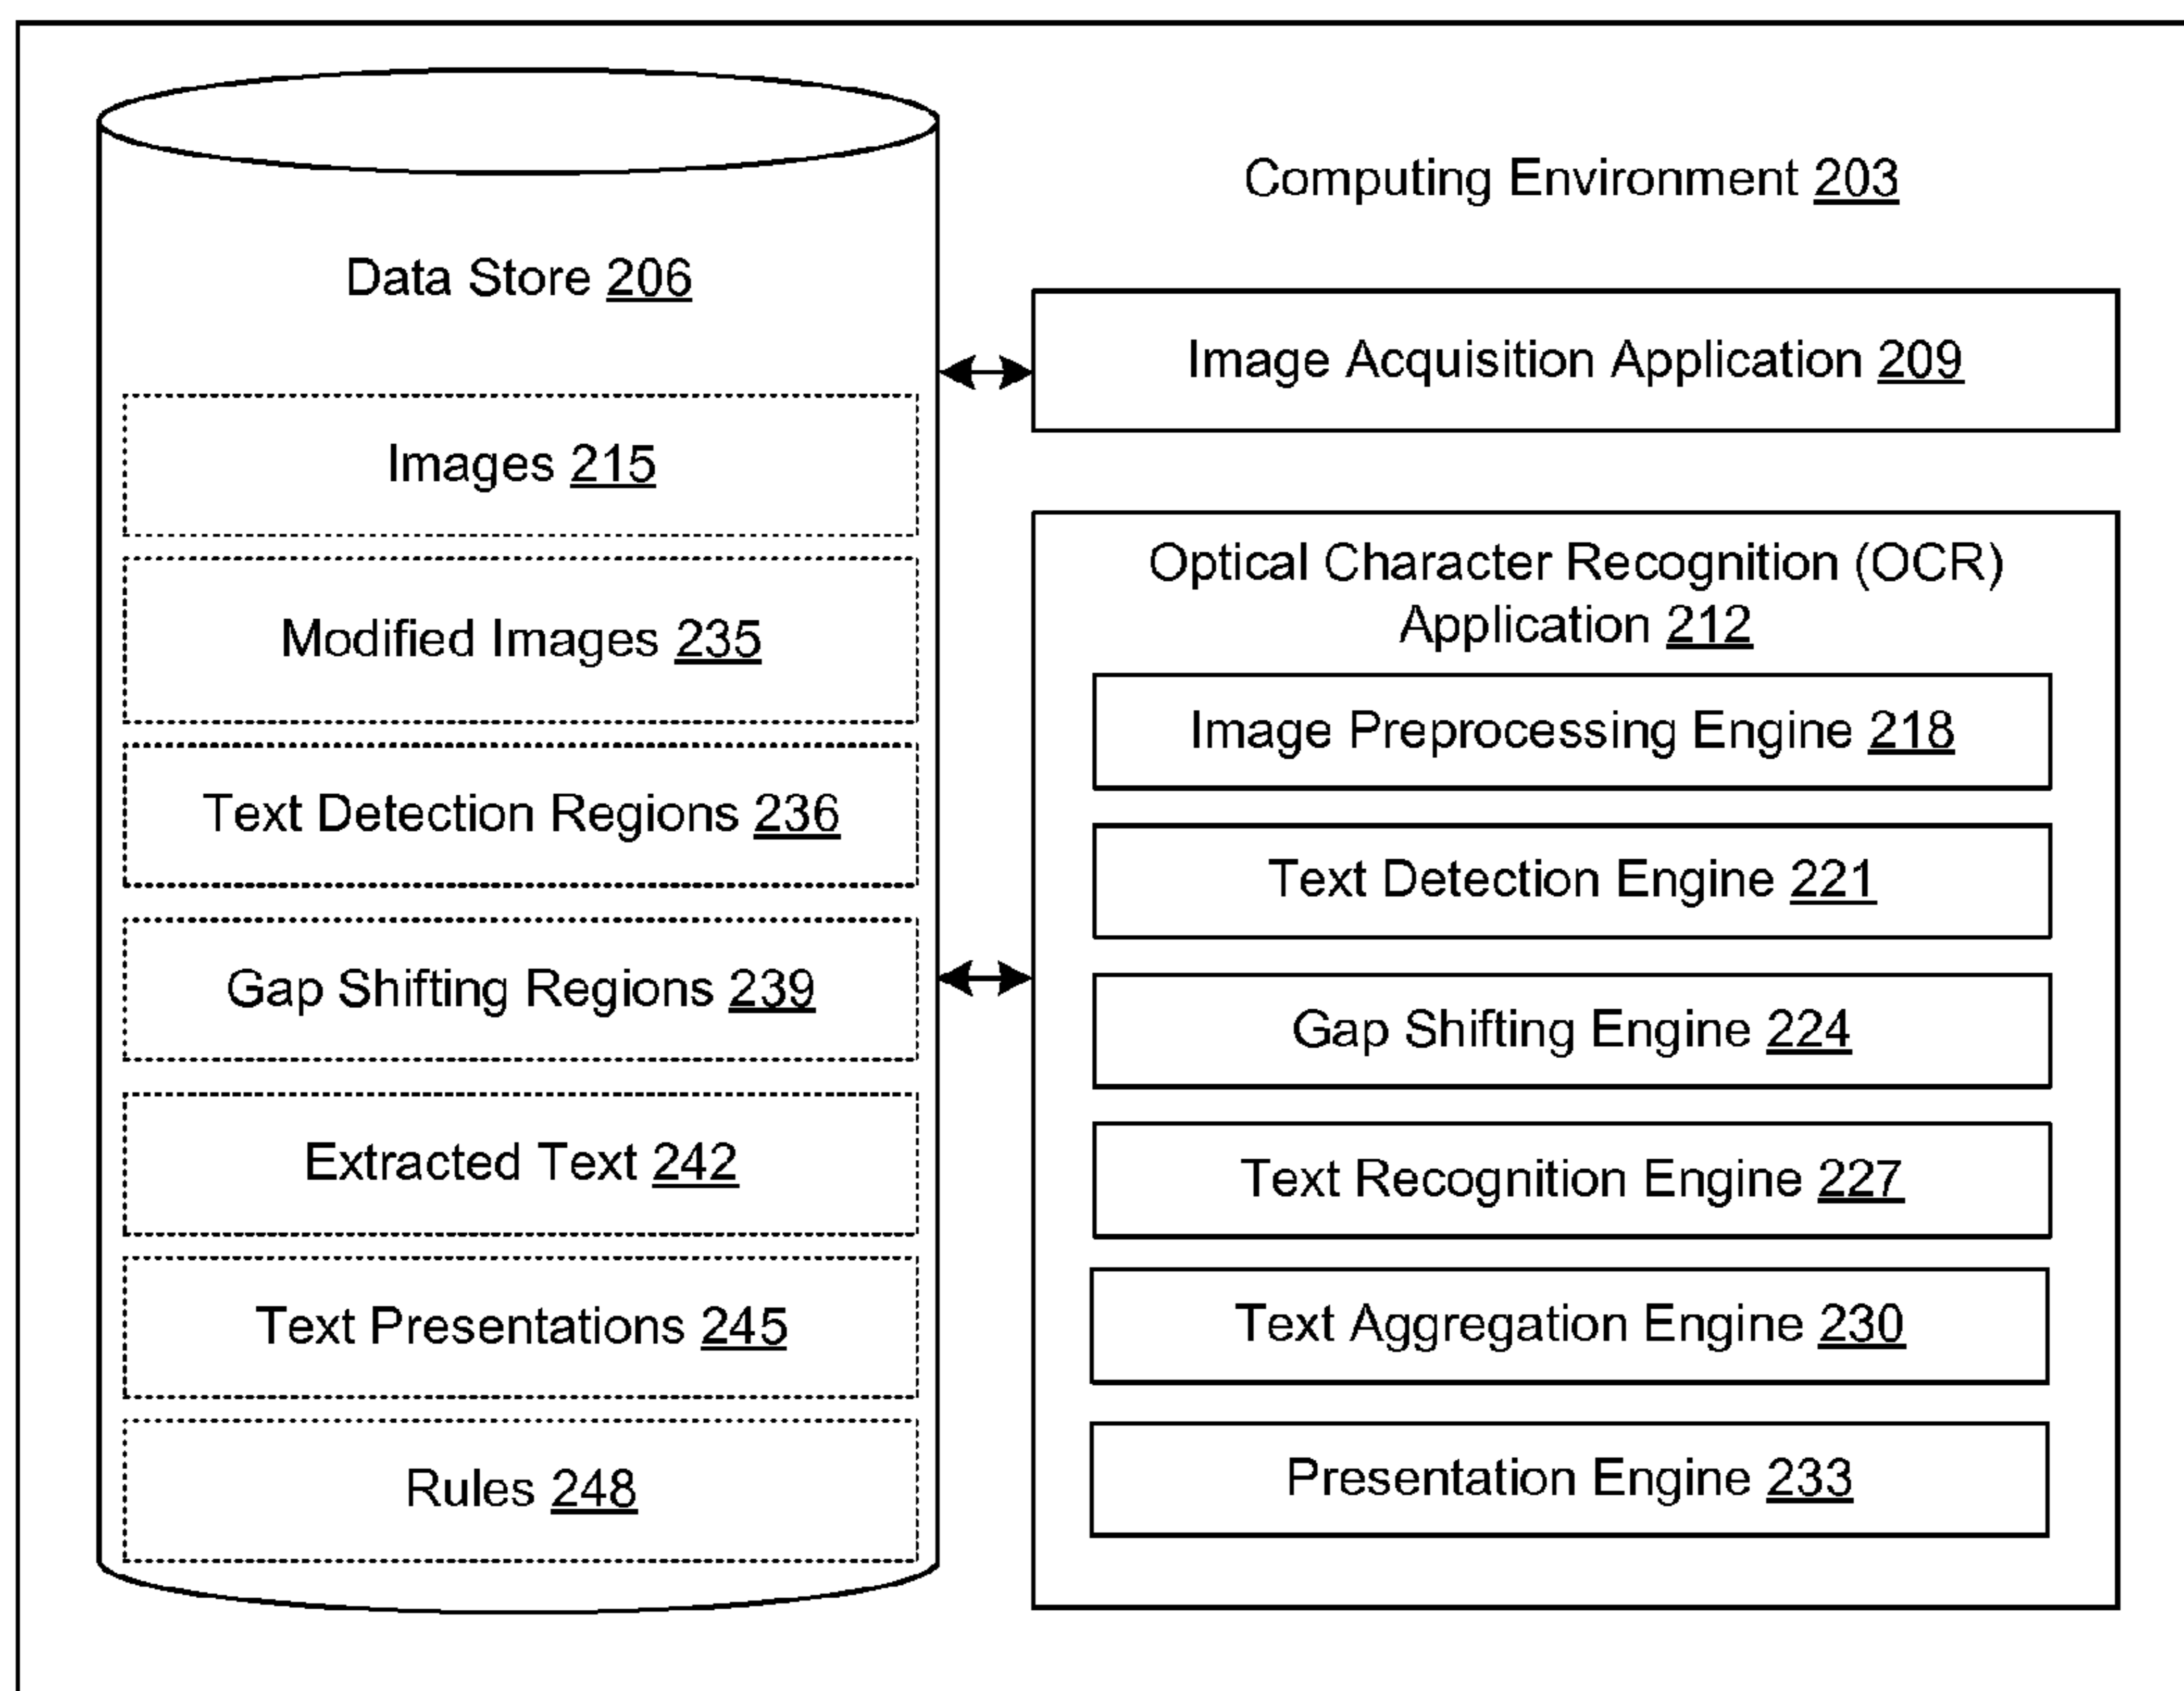 Computing Environment 203
Data Store 206
Images 215
Modified Images 235
Text Detection Regions 236
Gap Shifting Regions 239
Extracted Text 242
Text Presentations 245
Rules 248
Image Acquisition Application 209
Optical Character Recognition (OCR)
Application 212
Image Preprocessing Engine 218
Text Detection Engine 221
Gap Shifting Engine 224
Text Recognition Engine 227
Text Aggregation Engine 230
Presentation Engine 233